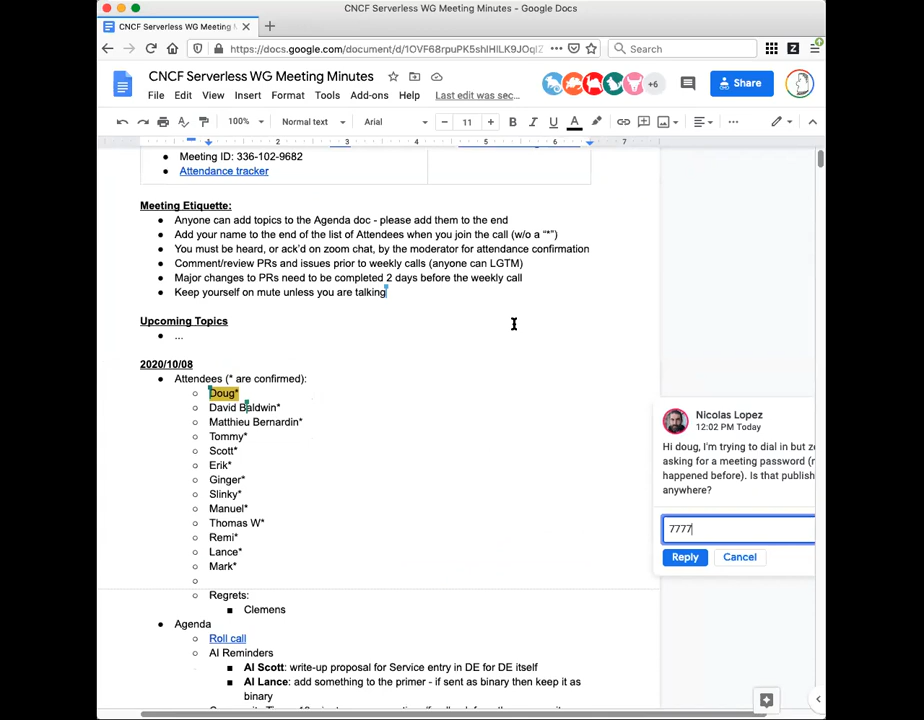 CNCF Serverless WG Meeting Minutes - Google Docs
CNCF Serverless WG Meeting M
https://docs.google.com/document/d/1OVF68rpuPK5shIHlLK9JOqlZ
Search
CNCF Serverless WG Meeting Minutes
File Edit View Insert Format Tools Add-ons Help Last edit was sec...
+6
Share
100% Normal text Arial 11
2 3 4 5 6 7
Meeting ID: 336-102-9682
Attendance tracker
Meeting Etiquette:
Anyone can add topics to the Agenda doc - please add them to the end
Add your name to the end of the list of Attendees when you join the call (w/o a "*")
You must be heard, or ack'd on zoom chat, by the moderator for attendance confirmation
Comment/review PRs and issues prior to weekly calls (anyone can LGTM)
Major changes to PRs need to be completed 2 days before the weekly call
Keep yourself on mute unless you are talking
Upcoming Topics
...
2020/10/08
Attendees (* are confirmed):
Doug*
David Baldwin*
Matthieu Bernardin*
Tommy*
Scott*
Erik*
Ginger*
Slinky*
Manuel*
Thomas W*
Remi*
Lance*
Mark*
Regrets:
Clemens
Agenda
Roll call
AI Reminders
AI Scott: write-up proposal for Service entry in DE for DE itself
AI Lance: add something to the primer - if sent as binary then keep it as
binary
Nicolas Lopez
12:02 PM Today
Hi doug, I'm trying to dial in but z
asking for a meeting password (
happened before). Is that publish
anywhere?
7777
Reply Cancel